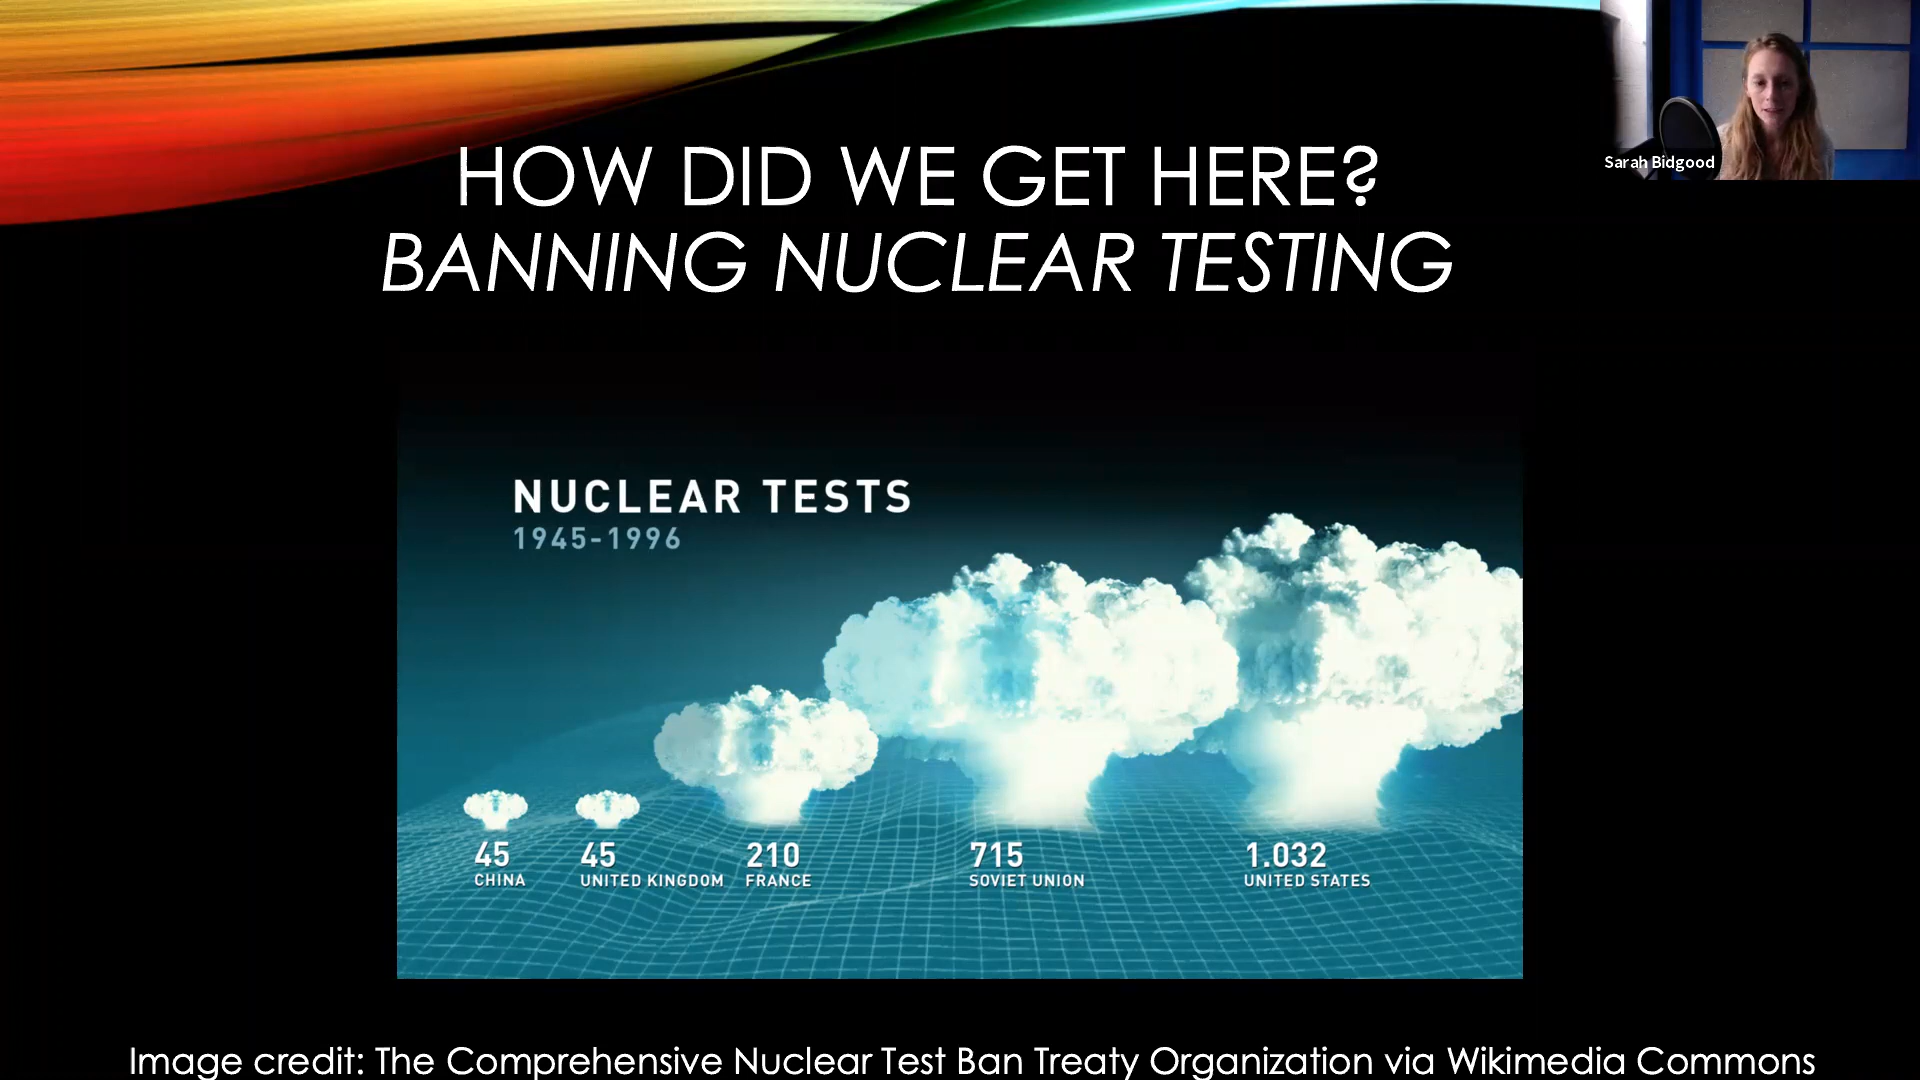 HOW DID WE GET HERE?
BANNING NUCLEAR TESTING
Sarah Bidgood
NUCLEAR TESTS
1945-1996
45
CHINA
45
UNITED KINGDOM
210
FRANCE
715
SOVIET UNION
1.032
UNITED STATES
Image credit: The Comprehensive Nuclear Test Ban Treaty Organization via Wikimedia Commons